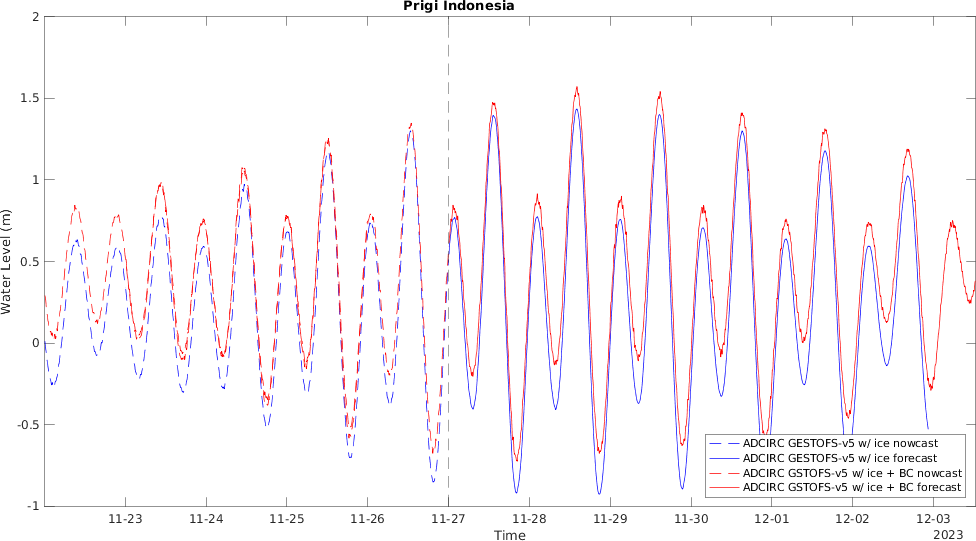 Prigi Indonesia
2
1.5
1
0.5
0
-0.5
-1
Water Level (m)
ADCIRC GESTOFS-v5 w/ ice nowcast
ADCIRC GESTOFS-v5 w/ ice forecast
ADCIRC GSTOFS-v5 w/ ice + BC nowcast
ADCIRC GSTOFS-v5 w/ ice + BC forecast
11-23 11-24 11-25 11-26 11-27 11-28 11-29 11-30 12-01 12-02 12-03
Time
2023